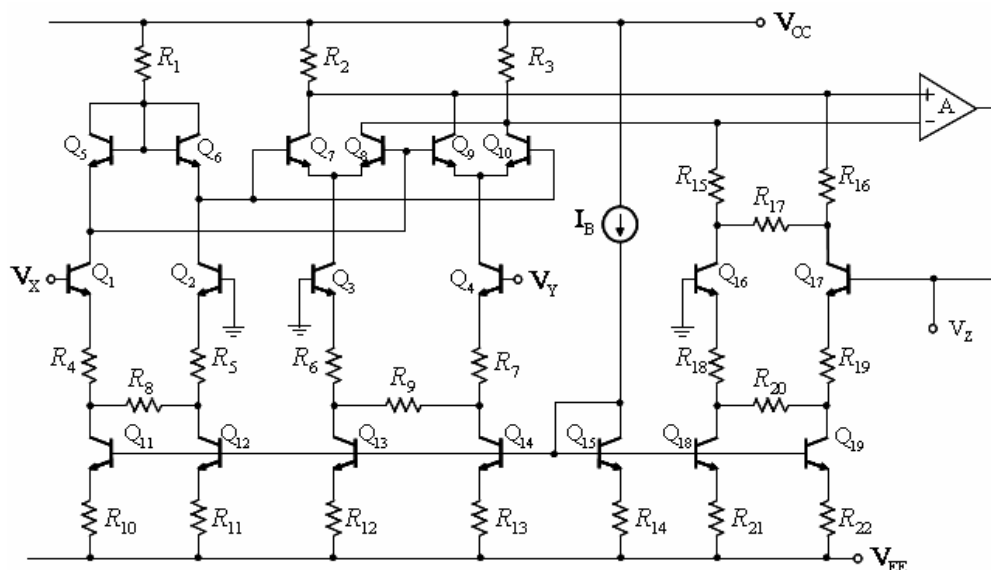 V_CC
R_1
R_2
R_3
+
A
-
Q_5
Q_6
Q_7
Q_8
Q_9
Q_10
R_15
R_16
R_17
I_B
V_X
Q_1
Q_2
Q_3
Q_4
V_Y
Q_16
Q_17
V_Z
R_4
R_5
R_6
R_7
R_18
R_19
R_8
R_9
R_20
Q_11
Q_12
Q_13
Q_14
Q_15
Q_18
Q_19
R_10
R_11
R_12
R_13
R_14
R_21
R_22
V_EE